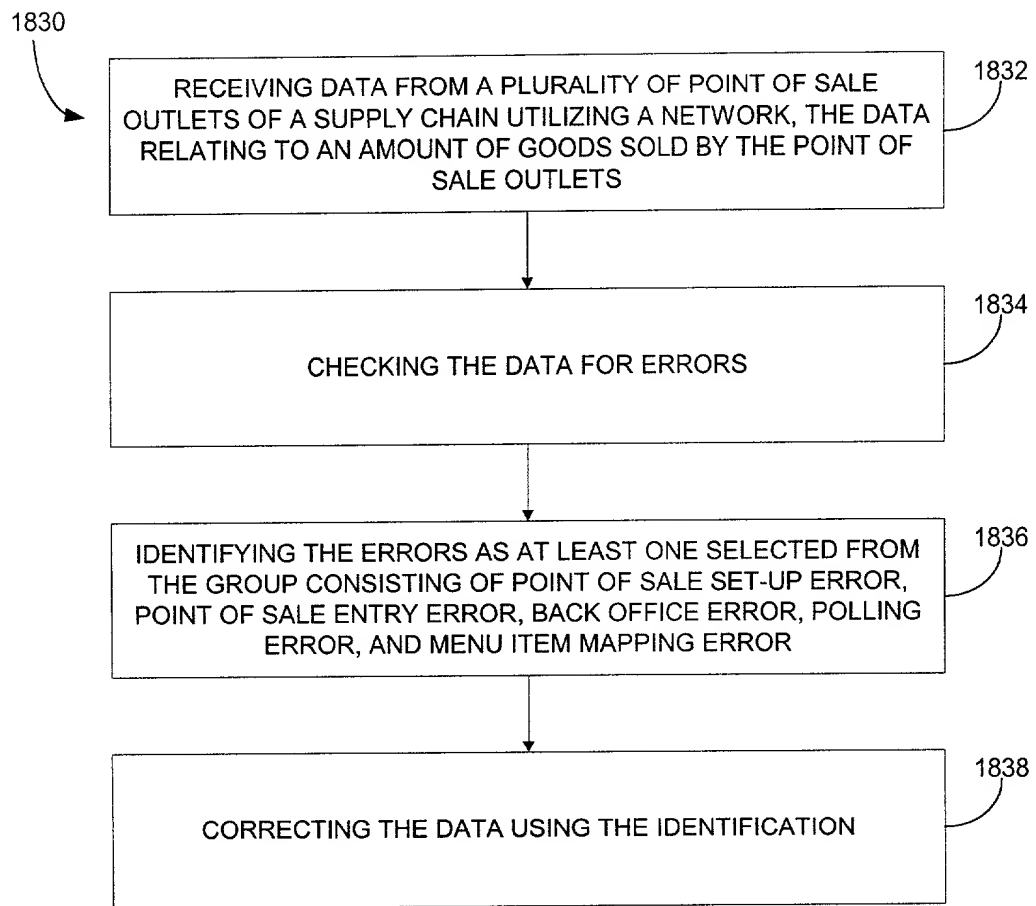 1830
1832
RECEIVING DATA FROM A PLURALITY OF POINT OF SALE
OUTLETS OF A SUPPLY CHAIN UTILIZING A NETWORK, THE DATA
RELATING TO AN AMOUNT OF GOODS SOLD BY THE POINT OF
SALE OUTLETS
1834
CHECKING THE DATA FOR ERRORS
1836
IDENTIFYING THE ERRORS AS AT LEAST ONE SELECTED FROM
THE GROUP CONSISTING OF POINT OF SALE SET-UP ERROR,
POINT OF SALE ENTRY ERROR, BACK OFFICE ERROR, POLLING
ERROR, AND MENU ITEM MAPPING ERROR
1838
CORRECTING THE DATA USING THE IDENTIFICATION